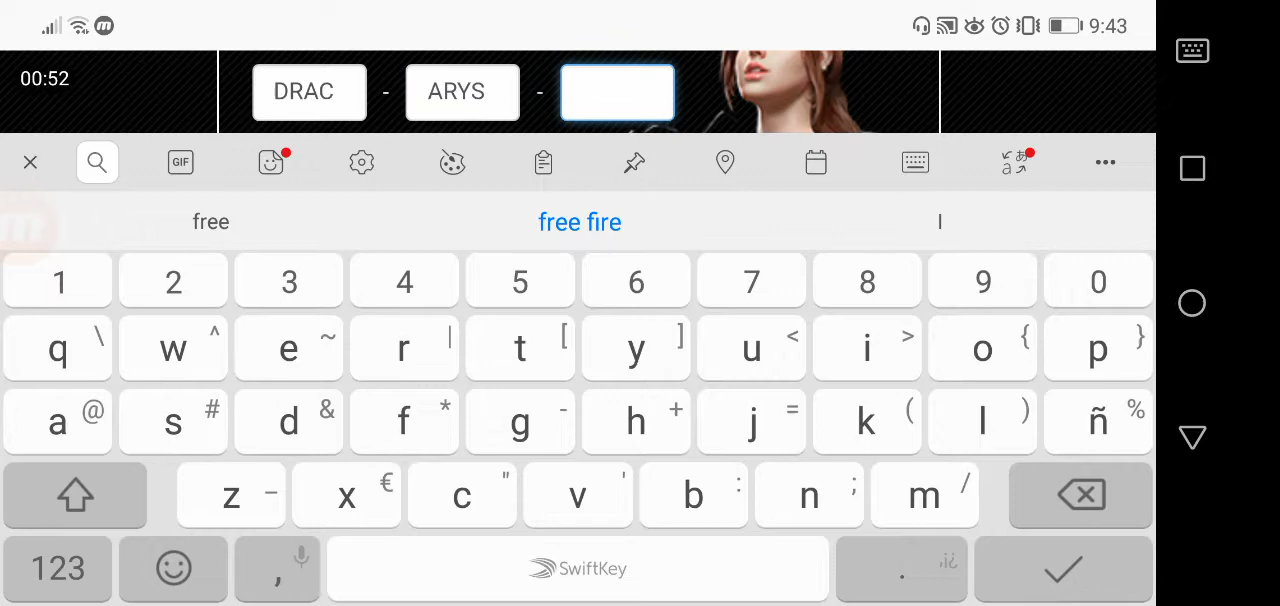 9:43
00:52
DRAC - ARYS -
GIF
free free fire I
1 2 3 4 5 6 7 8 9 0
q \ w ^ e ~ r | t [ y ] u < i > o { p }
a @ s # d & f * g - h + j = k ( l ) ñ %
z _ x € c " v ' b : n ; m /
123 , SwiftKey . ,i¿